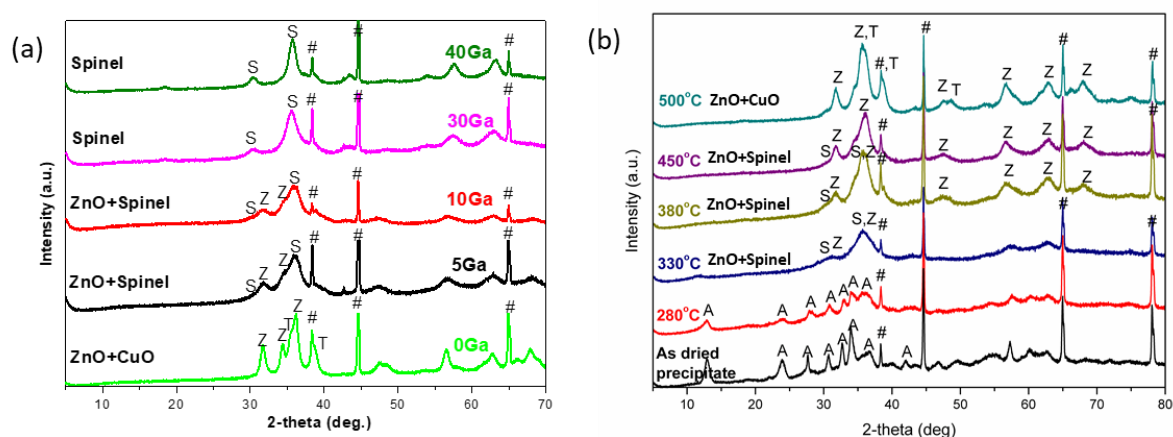 (a)
Spinel
S
S
#
#
#
40Ga
Spinel
S
S
#
#
#
30Ga
ZnO+Spinel
S
Z
Z
S
#
#
#
10Ga
ZnO+Spinel
S
Z
Z
S
#
#
#
5Ga
ZnO+CuO
Z
Z
T
Z
#
T
#
#
0Ga
10 20 30 40 50 60 70
2-theta (deg.)
Intensity (a.u.)
(b)
500°C ZnO+CuO
Z
Z,T
#,T
#
Z T
Z
Z
#
Z
#
450°C ZnO+Spinel
S
Z
Z
#
Z
Z
Z
Z
#
380°C ZnO+Spinel
S
Z
S,Z
#
Z
Z
Z
Z
330°C ZnO+Spinel
S
Z
S,Z
#
#
#
280°C
A
A
A
A
A
A
A
#
As dried
precipitate
A
A
A
A
A
A
A
#
A
10 20 30 40 50 60 70 80
2-theta (deg)
Intensity (a.u.)